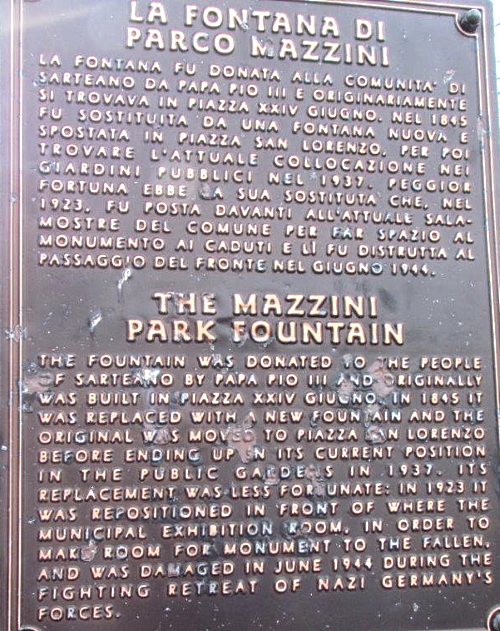 LA FONTANA DI
PARCO MAZZINI
LA FONTANA FU DONATA ALLA COMUNITA' DI
SARTEANO DA PAPA PIO III E ORIGINARIAMENTE
SI TROVAVA IN PIAZZA XXIV GIUGNO. NEL 1845
FU SOSTITUITA DA UNA FONTANA NUOVA E
SPOSTATA IN PIAZZA SAN LORENZO, PER POI
TROVARE L'ATTUALE COLLOCAZIONE NEI
GIARDINI PUBBLICI NEL 1937. PEGGIOR
FORTUNA EBBE LA SUA SOSTITUTA CHE, NEL
1923, FU POSTA DAVANTI ALL'ATTUALE SALA-
MOSTRE DEL COMUNE PER FAR SPAZIO AL
MONUMENTO AI CADUTI E LÌ FU DISTRUTTA AL
PASSAGGIO DEL FRONTE NEL GIUGNO 1944.
THE MAZZINI
PARK FOUNTAIN
THE FOUNTAIN WAS DONATED TO THE PEOPLE
OF SARTEANO BY PAPA PIO III AND ORIGINALLY
WAS BUILT IN PIAZZA XXIV GIUGNO. IN 1845 IT
WAS REPLACED WITH A NEW FOUNTAIN AND THE
ORIGINAL WAS MOVED TO PIAZZA SAN LORENZO
BEFORE ENDING UP IN ITS CURRENT POSITION
IN THE PUBLIC GARDENS IN 1937. ITS
REPLACEMENT WAS LESS FORTUNATE: IN 1923 IT
WAS REPOSITIONED IN FRONT OF WHERE THE
MUNICIPAL EXHIBITION ROOM, IN ORDER TO
MAKE ROOM FOR MONUMENT TO THE FALLEN,
AND WAS DAMAGED IN JUNE 1944 DURING THE
FIGHTING RETREAT OF NAZI GERMANY'S
FORCES.